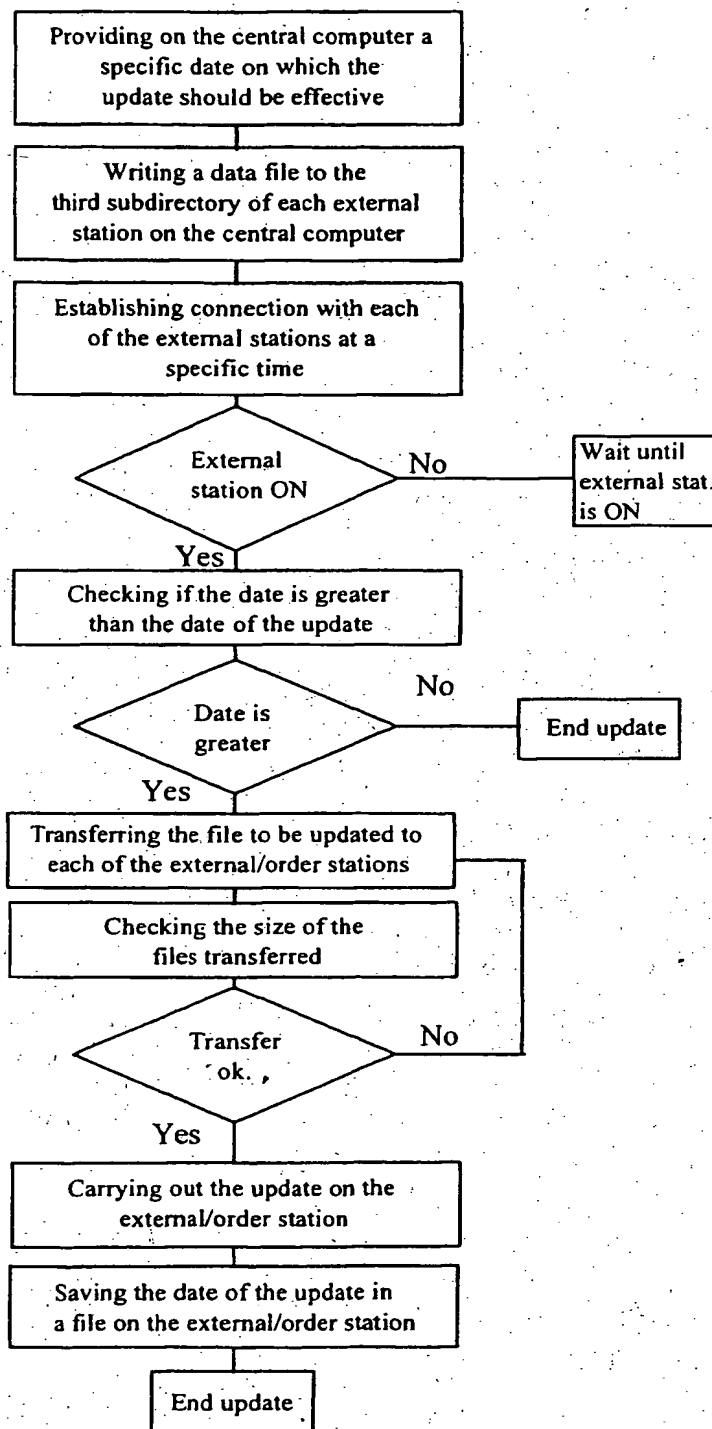 Providing on the central computer a
specific date on which the
update should be effective
Writing a data file to the
third subdirectory of each external
station on the central computer
Establishing connection with each
of the external stations at a
specific time
External
station ON
No
Wait until
external stat.
is ON
Yes
Checking if the date is greater
than the date of the update
Date is
greater
No
End update
Yes
Transferring the file to be updated to
each of the external/order stations
Checking the size of the
files transferred
Transfer
ok.
No
Yes
Carrying out the update on the
external/order station
Saving the date of the update in
a file on the external/order station
End update